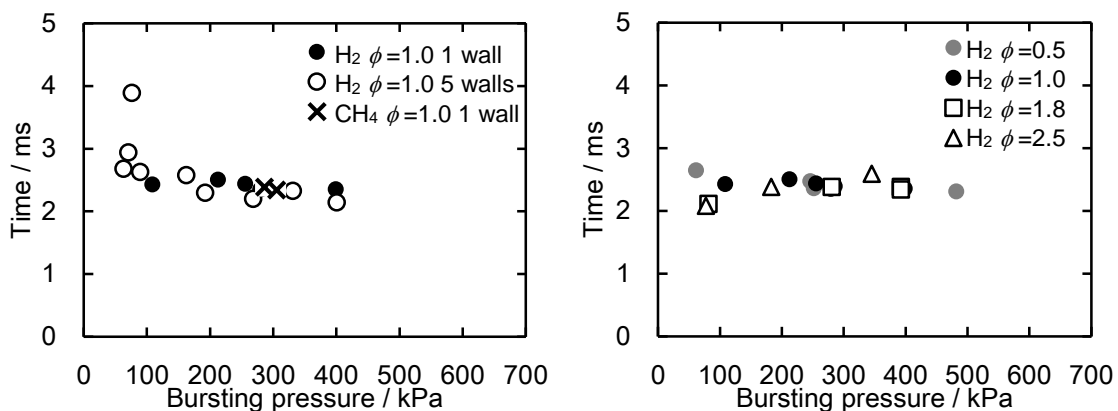 5
4
3
2
1
0
Time / ms
H₂ ϕ=1.0 1 wall
H₂ ϕ=1.0 5 walls
CH₄ ϕ=1.0 1 wall
0 100 200 300 400 500 600 700
Bursting pressure / kPa
5
4
3
2
1
0
Time / ms
H₂ ϕ=0.5
H₂ ϕ=1.0
H₂ ϕ=1.8
H₂ ϕ=2.5
0 100 200 300 400 500 600 700
Bursting pressure / kPa